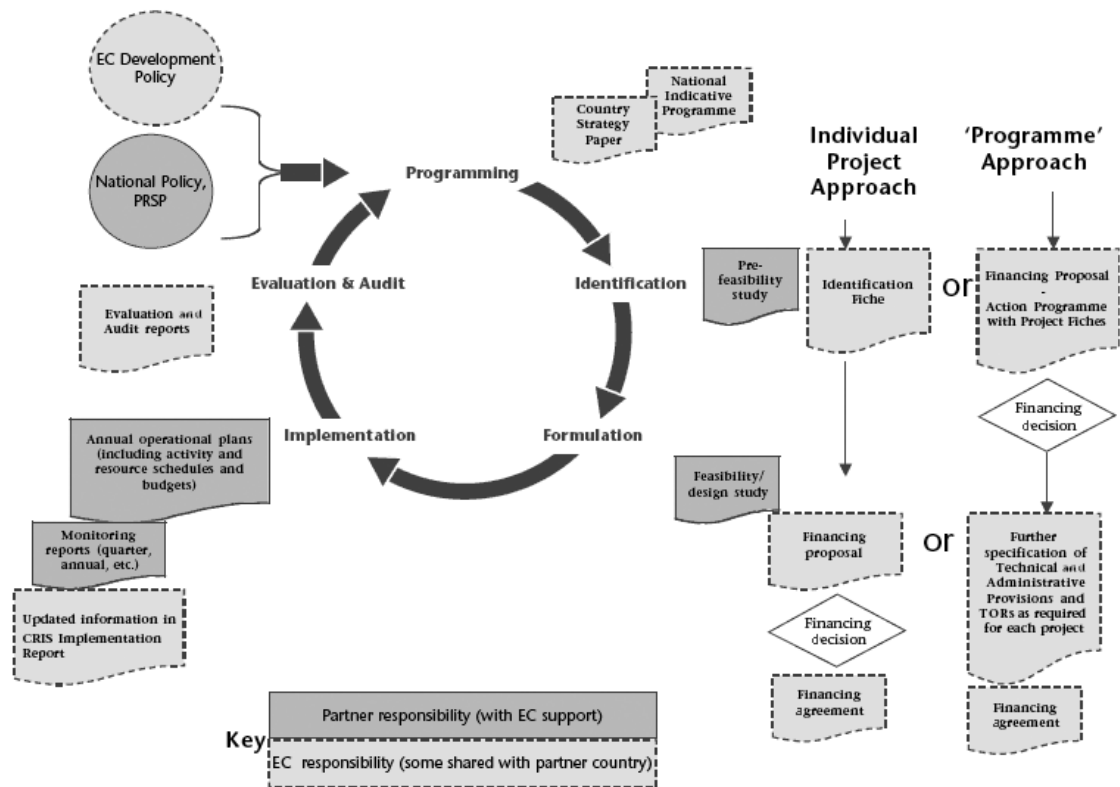 EC Development
Policy
National Policy,
PRSP
Programming
Country
Strategy
Paper
National
Indicative
Programme
Individual
Project
Approach
‘Programme’
Approach
Evaluation & Audit
Identification
Pre-
feasibility
study
Identification
Fiche
or
Financing Proposal
-
Action Programme
with Project Fiches
Evaluation and
Audit reports
Financing
decision
Implementation
Formulation
Annual operational plans
(including activity and
resource schedules and
budgets)
Feasibility/
design study
Monitoring
reports (quarter,
annual, etc.)
Financing
proposal
or
Further
specification of
Technical and
Administrative
Provisions and
TORs as required
for each project
Updated information in
CRIS Implementation
Report
Financing
decision
Financing
agreement
Financing
agreement
Key
Partner responsibility (with EC support)
EC responsibility (some shared with partner country)